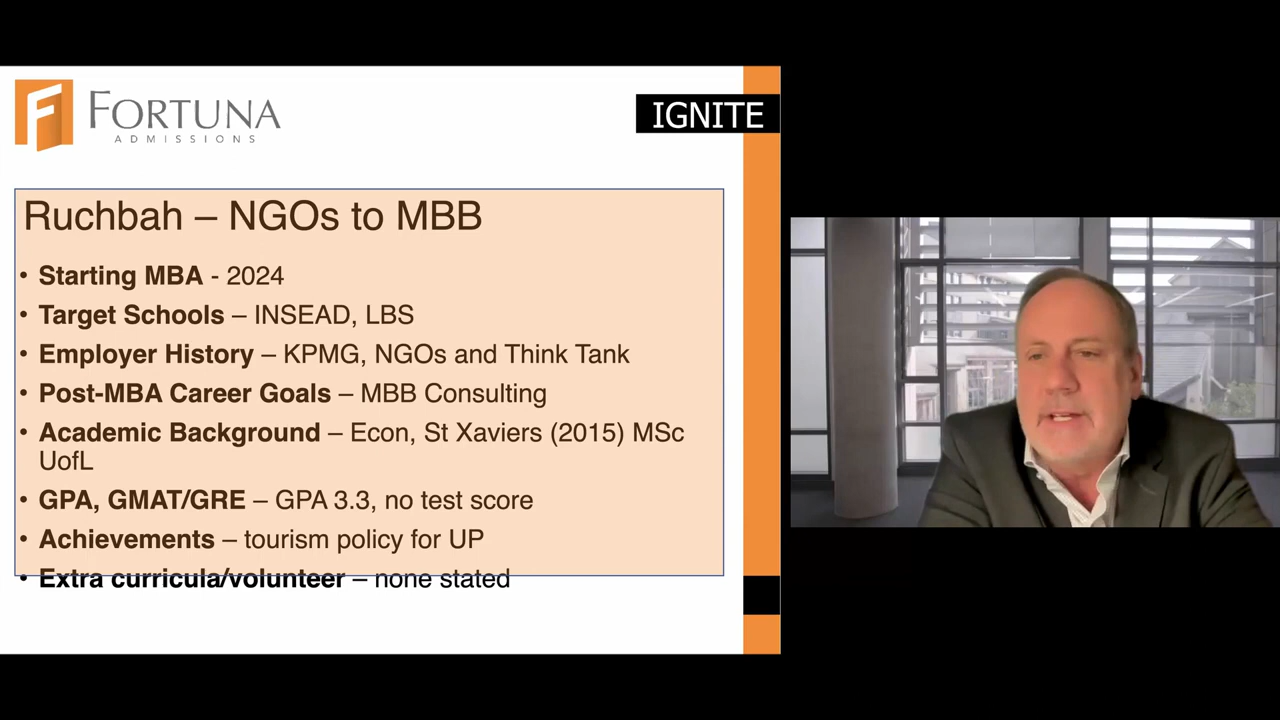 FORTUNA
ADMISSIONS
IGNITE
Ruchbah – NGOs to MBB
• Starting MBA - 2024
• Target Schools – INSEAD, LBS
• Employer History – KPMG, NGOs and Think Tank
• Post-MBA Career Goals – MBB Consulting
• Academic Background – Econ, St Xaviers (2015) MSc
UofL
• GPA, GMAT/GRE – GPA 3.3, no test score
• Achievements – tourism policy for UP
• Extra curricula/volunteer – none stated